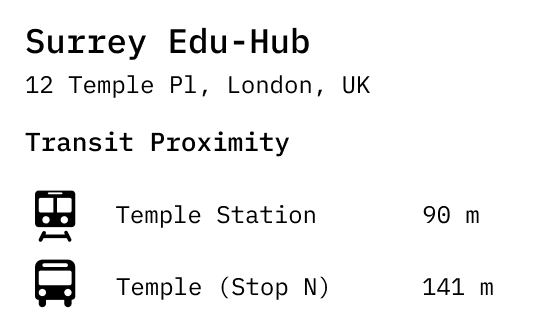 Surrey Edu-Hub
12 Temple Pl, London, UK
Transit Proximity
Temple Station 90 m
Temple (Stop N) 141 m